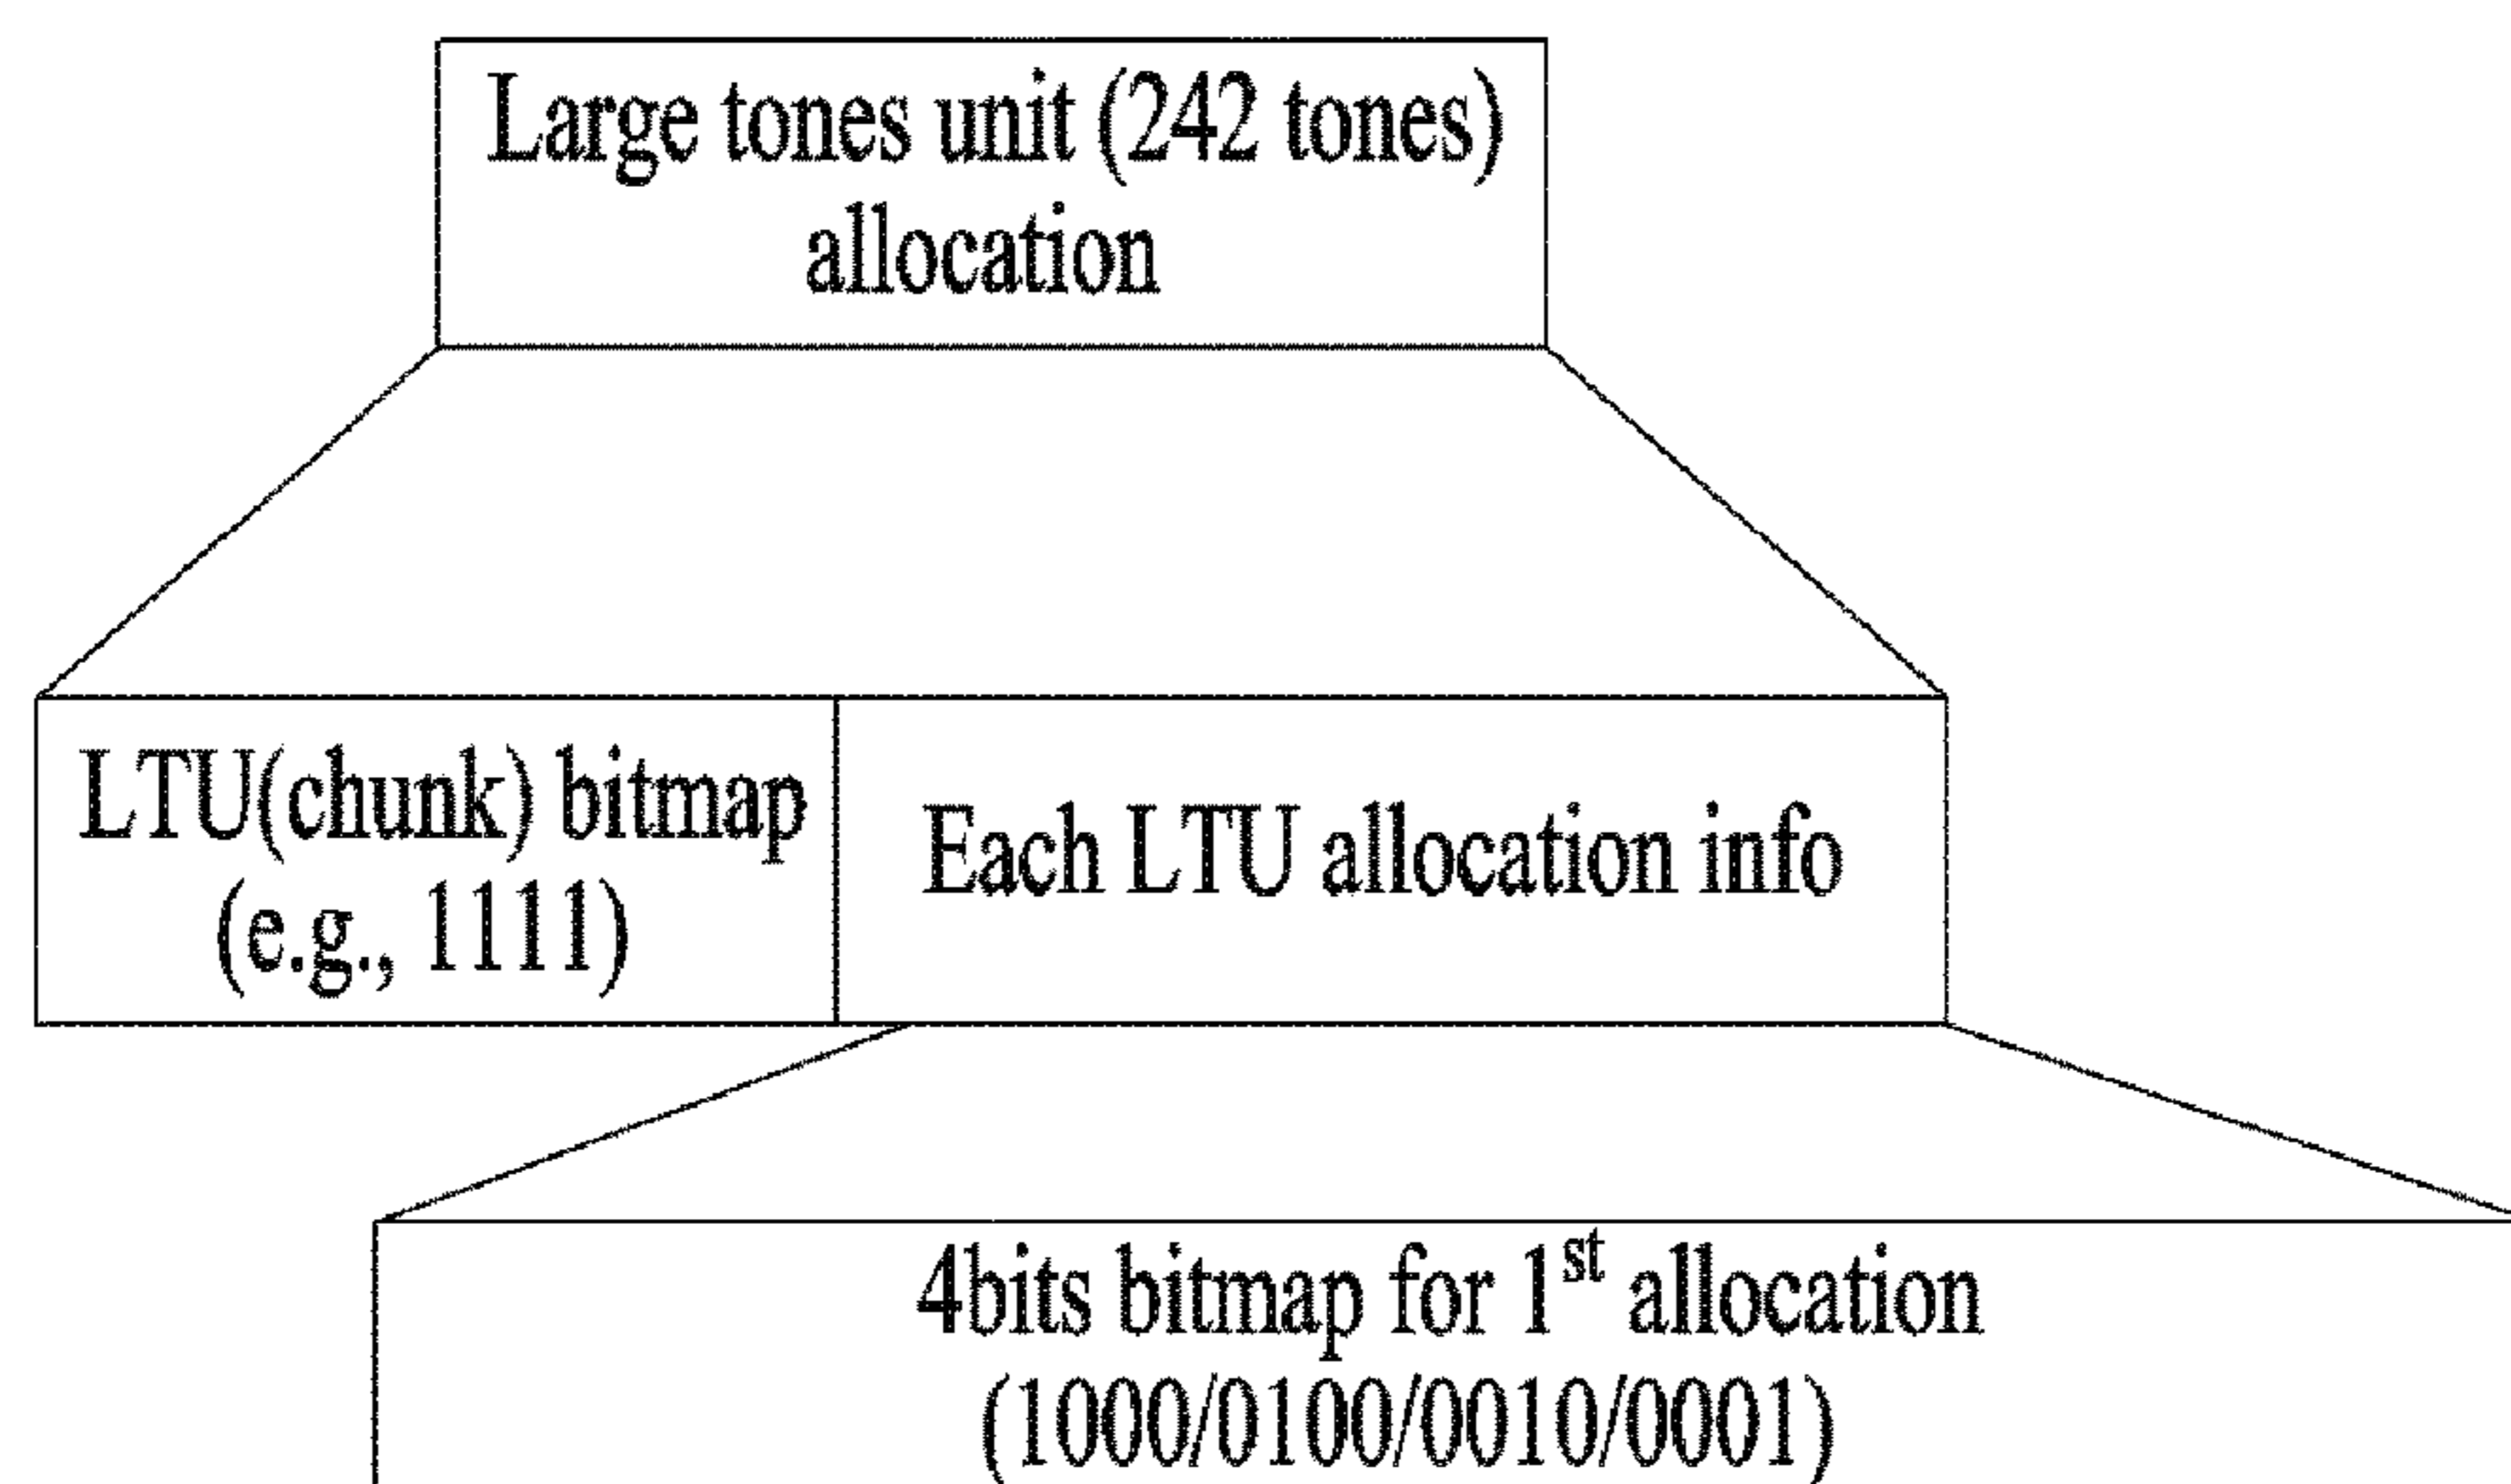 Large tones unit (242 tones)
allocation
LTU(chunk) bitmap
(e.g., 1111)
Each LTU allocation info
4bits bitmap for 1st allocation
(1000/0100/0010/0001)